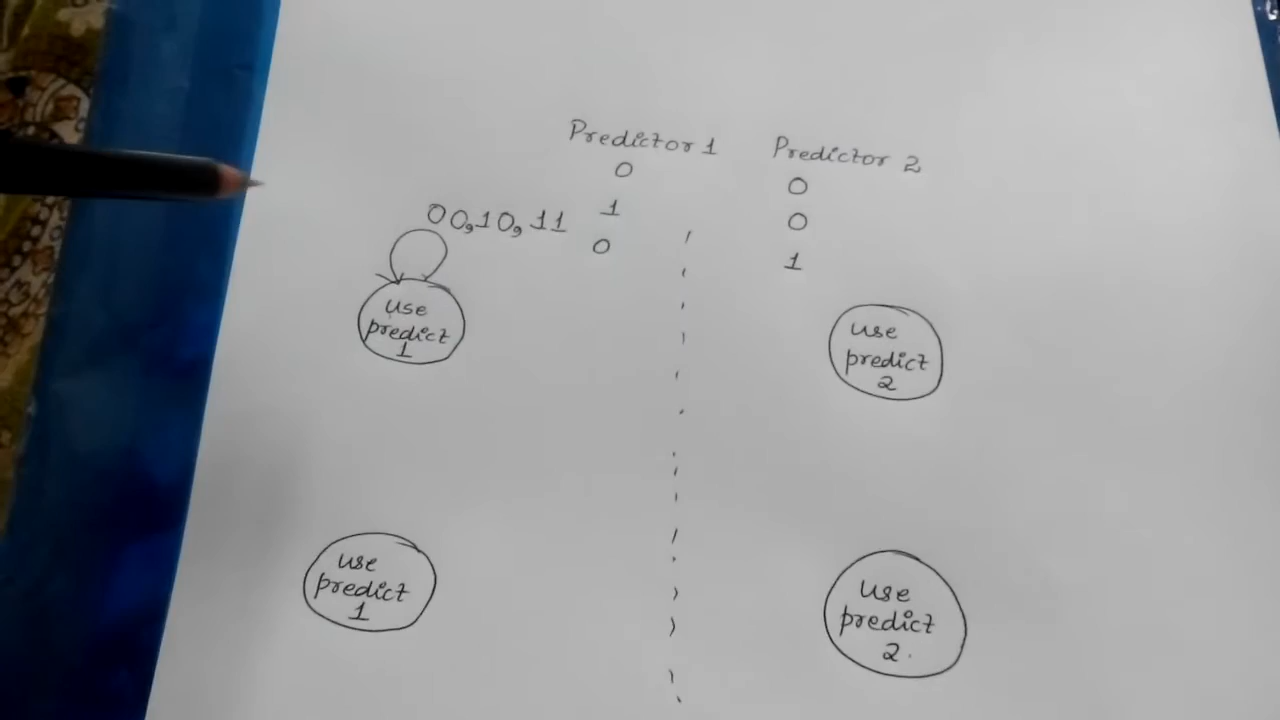 Predictor 1 Predictor 2
0 0
1 0
0 1
00,10,11
use
predict
1
use
predict
2
use
predict
1
use
predict
2.